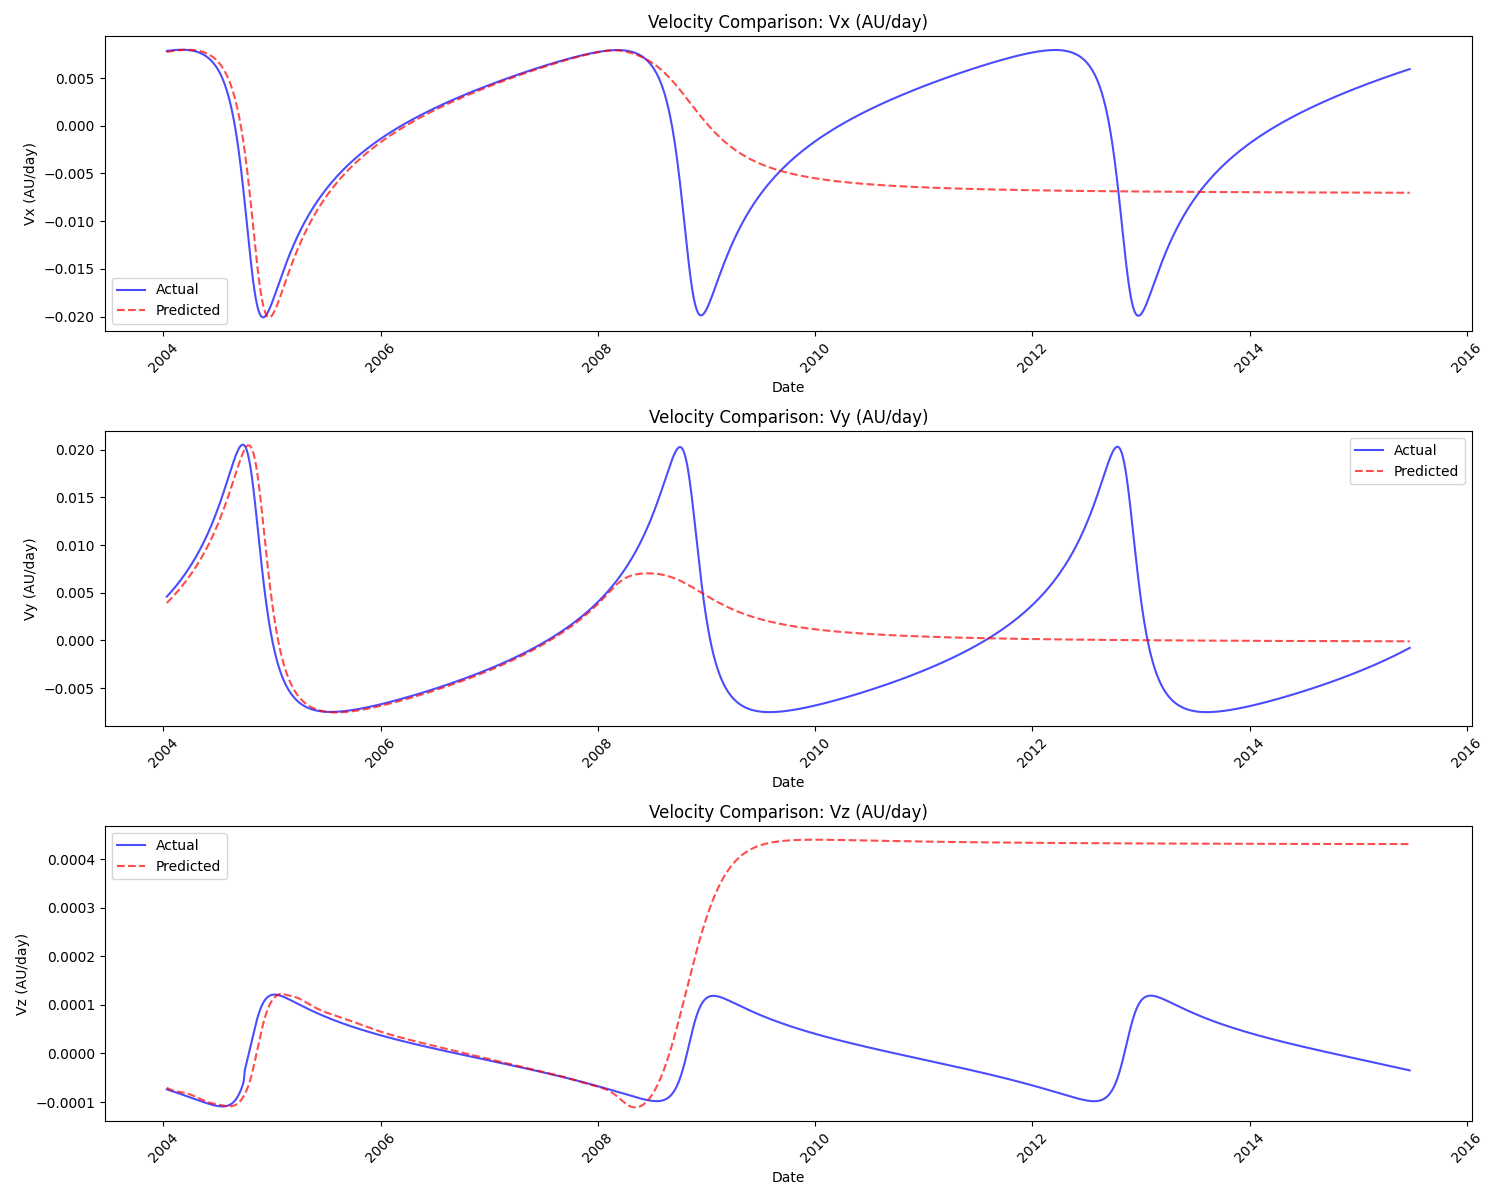 Velocity Comparison: Vx (AU/day)
Vx (AU/day)
0.005
0.000
−0.005
−0.010
−0.015
−0.020
Actual
Predicted
2004
2006
2008
2010
2012
2014
2016
Date
Velocity Comparison: Vy (AU/day)
Vy (AU/day)
0.020
0.015
0.010
0.005
0.000
−0.005
Actual
Predicted
2004
2006
2008
2010
2012
2014
2016
Date
Velocity Comparison: Vz (AU/day)
Vz (AU/day)
0.0004
0.0003
0.0002
0.0001
0.0000
−0.0001
Actual
Predicted
2004
2006
2008
2010
2012
2014
2016
Date